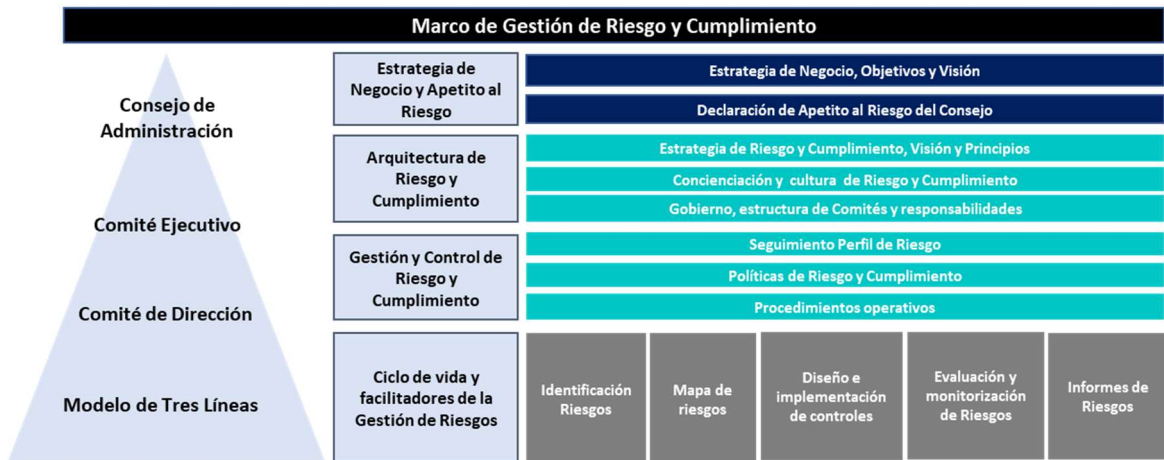 Marco de Gestión de Riesgo y Cumplimiento
Consejo de
Administración
Comité Ejecutivo
Comité de Dirección
Modelo de Tres Líneas
Estrategia de
Negocio y Apetito al
Riesgo
Estrategia de Negocio, Objetivos y Visión
Declaración de Apetito al Riesgo del Consejo
Arquitectura de
Riesgo y
Cumplimiento
Estrategia de Riesgo y Cumplimiento, Visión y Principios
Concienciación y cultura de Riesgo y Cumplimiento
Gobierno, estructura de Comités y responsabilidades
Gestión y Control de
Riesgo y
Cumplimiento
Seguimiento Perfil de Riesgo
Políticas de Riesgo y Cumplimiento
Procedimientos operativos
Ciclo de vida y
facilitadores de la
Gestión de Riesgos
Identificación
Riesgos
Mapa de
riesgos
Diseño e
implementación
de controles
Evaluación y
monitorización
de Riesgos
Informes de
Riesgos